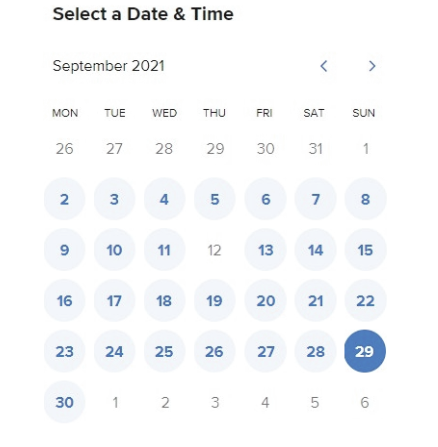 Select a Date & Time
September 2021
MON TUE WED THU FRI SAT SUN
26 27 28 29 30 31 1
2 3 4 5 6 7 8
9 10 11 12 13 14 15
16 17 18 19 20 21 22
23 24 25 26 27 28 29
30 1 2 3 4 5 6